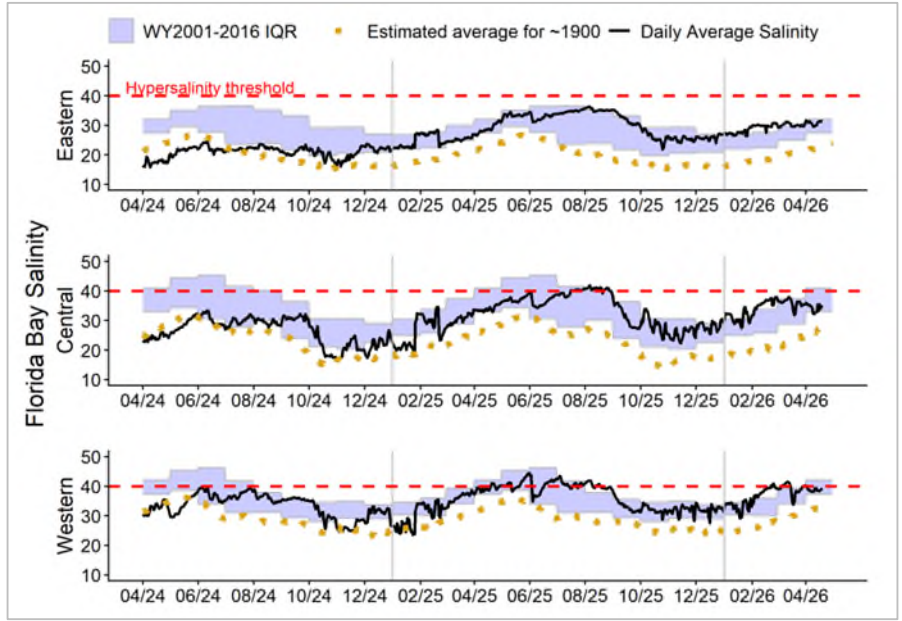 WY2001-2016 IQR Estimated average for ~1900 Daily Average Salinity
Florida Bay Salinity
Eastern
50
40
30
20
10
Hypersalinity threshold
04/24 06/24 08/24 10/24 12/24 02/25 04/25 06/25 08/25 10/25 12/25 02/26 04/26
Central
50
40
30
20
10
04/24 06/24 08/24 10/24 12/24 02/25 04/25 06/25 08/25 10/25 12/25 02/26 04/26
Western
50
40
30
20
10
04/24 06/24 08/24 10/24 12/24 02/25 04/25 06/25 08/25 10/25 12/25 02/26 04/26